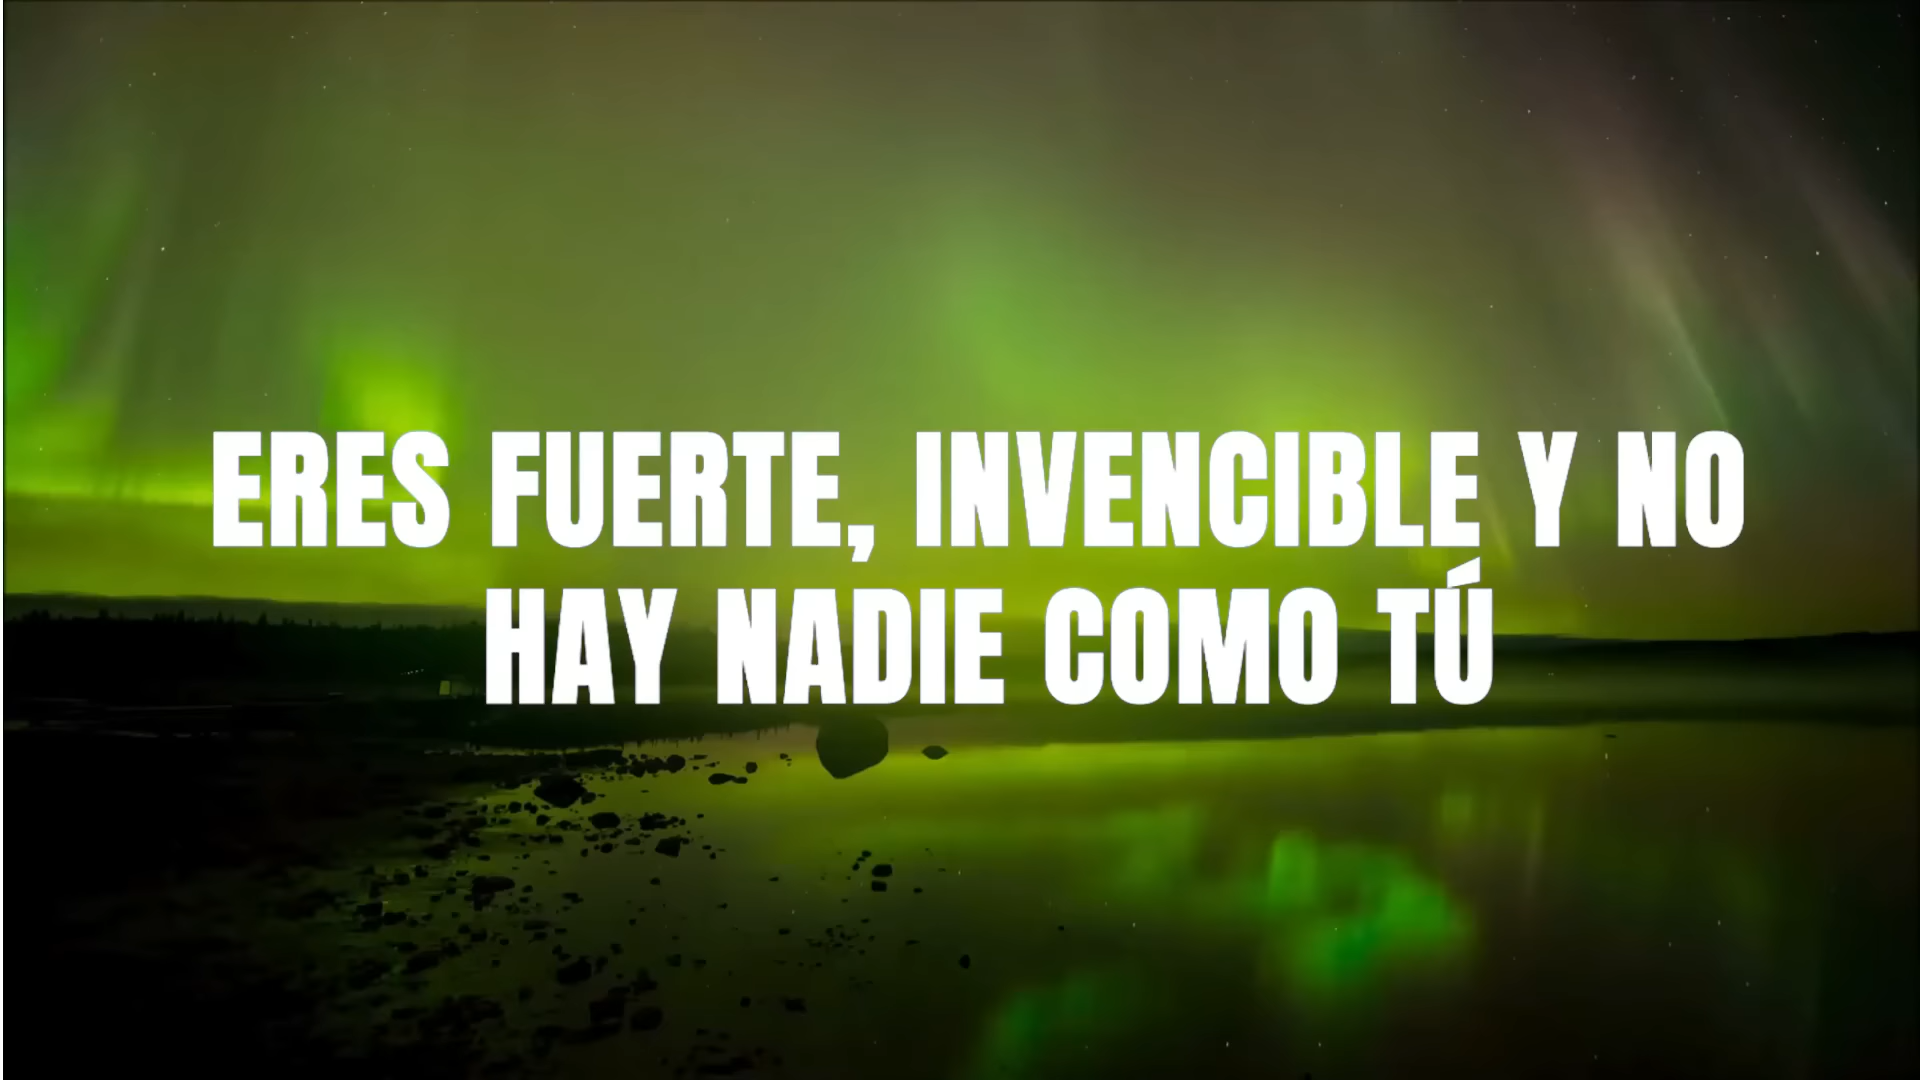 ERES FUERTE, INVENCIBLE Y NO
HAY NADIE COMO TÚ